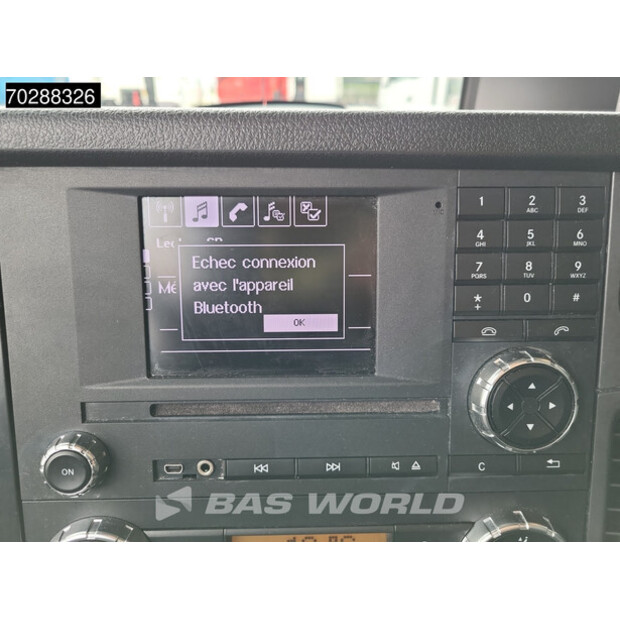 70288326
Echec connexion
avec l'appareil
Bluetooth
OK
1 2 ABC 3 DEF
4 GHI 5 JKL 6 MNO
7 PQRS 8 TUV 9 WXYZ
* + 0 #
ON
C
BAS WORLD